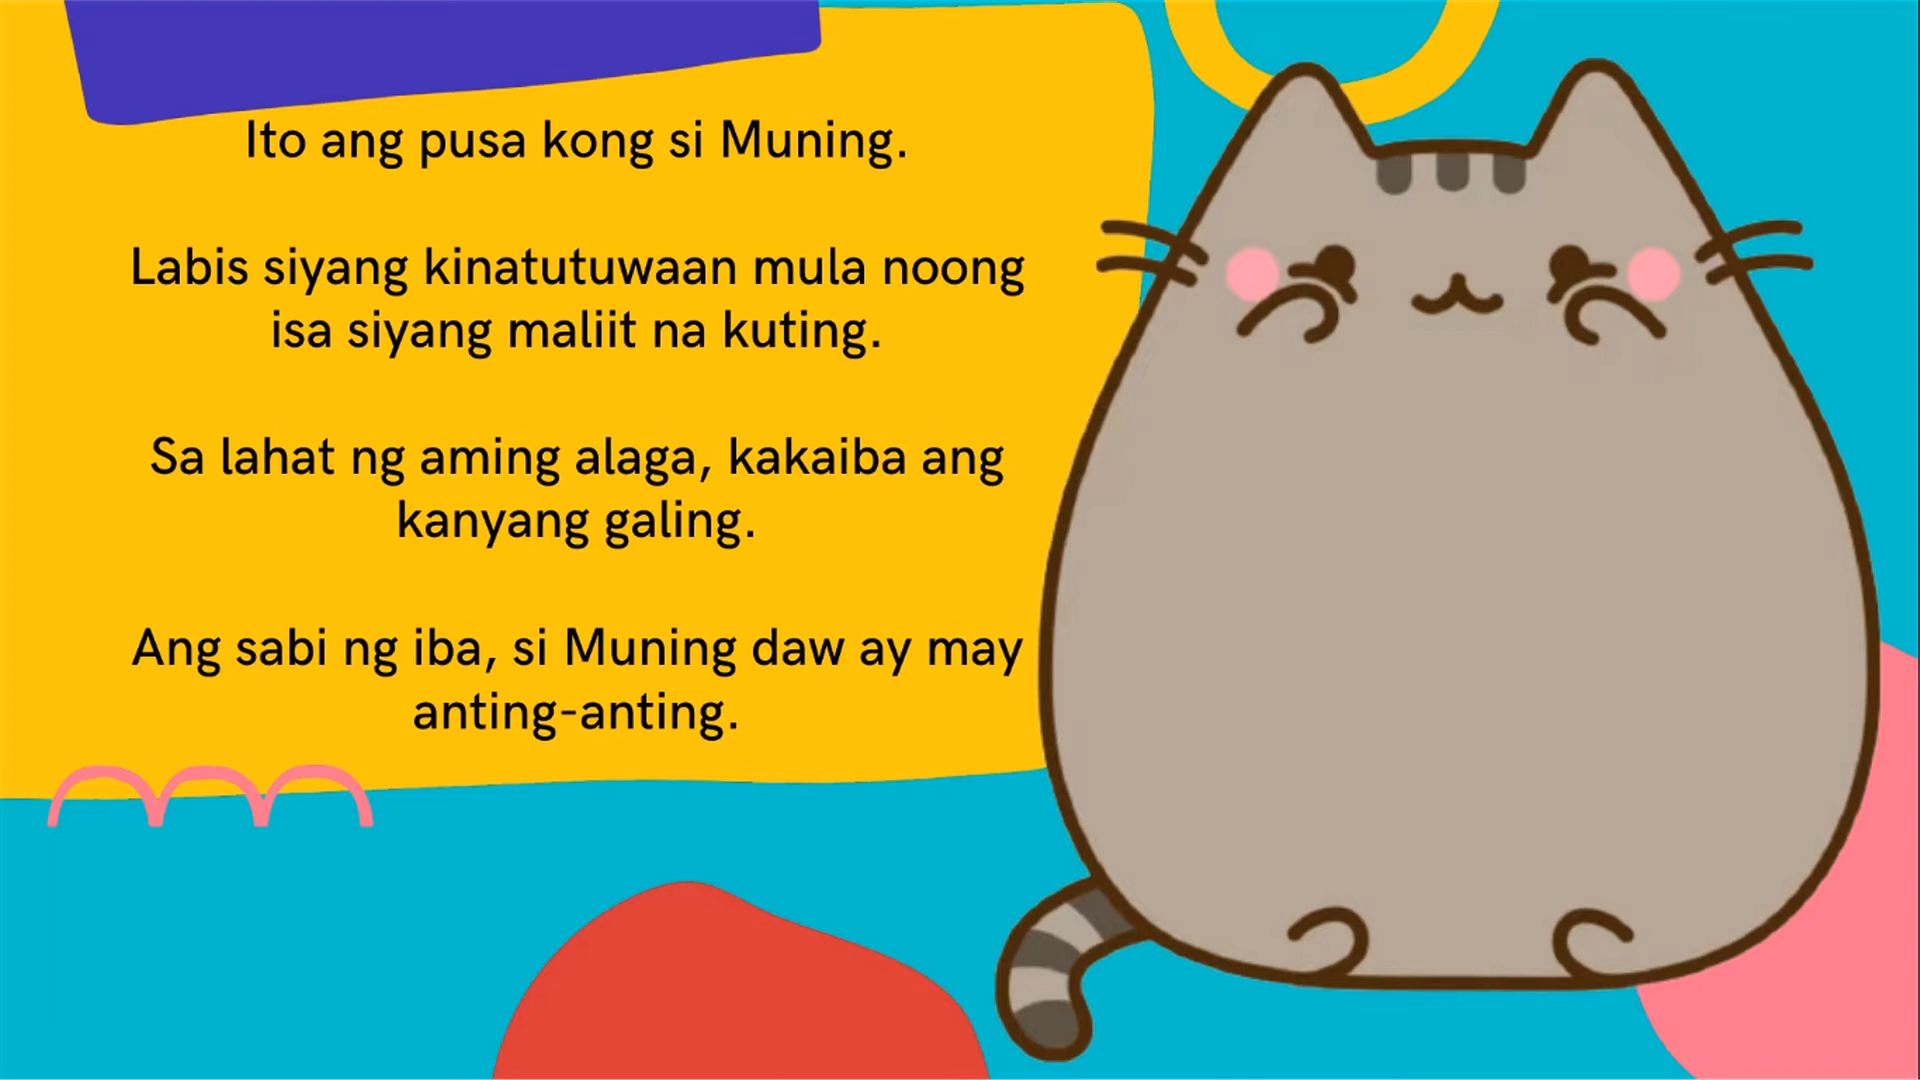 Ito ang pusa kong si Muning.
Labis siyang kinatutuwaan mula noong
isa siyang maliit na kuting.
Sa lahat ng aming alaga, kakaiba ang
kanyang galing.
Ang sabi ng iba, si Muning daw ay may
anting-anting.